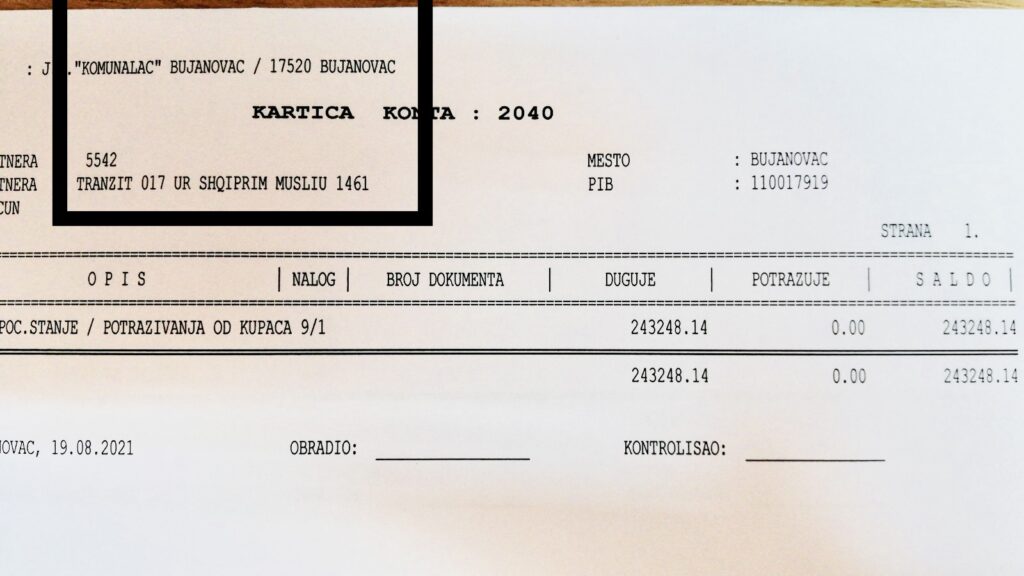 : J .."KOMUNALAC" BUJANOVAC / 17520 BUJANOVAC
KARTICA KONTA : 2040
TNERA 5542 MESTO : BUJANOVAC
TNERA TRANZIT 017 UR SHQIPRIM MUSLIU 1461 PIB : 110017919
CUN
STRANA 1.
O P I S | NALOG | BROJ DOKUMENTA | DUGUJE | POTRAZUJE | S A L D O |
POC.STANJE / POTRAZIVANJA OD KUPACA 9/1 243248.14 0.00 243248.14
243248.14 0.00 243248.14
NOVAC, 19.08.2021 OBRADIO: KONTROLISAO: